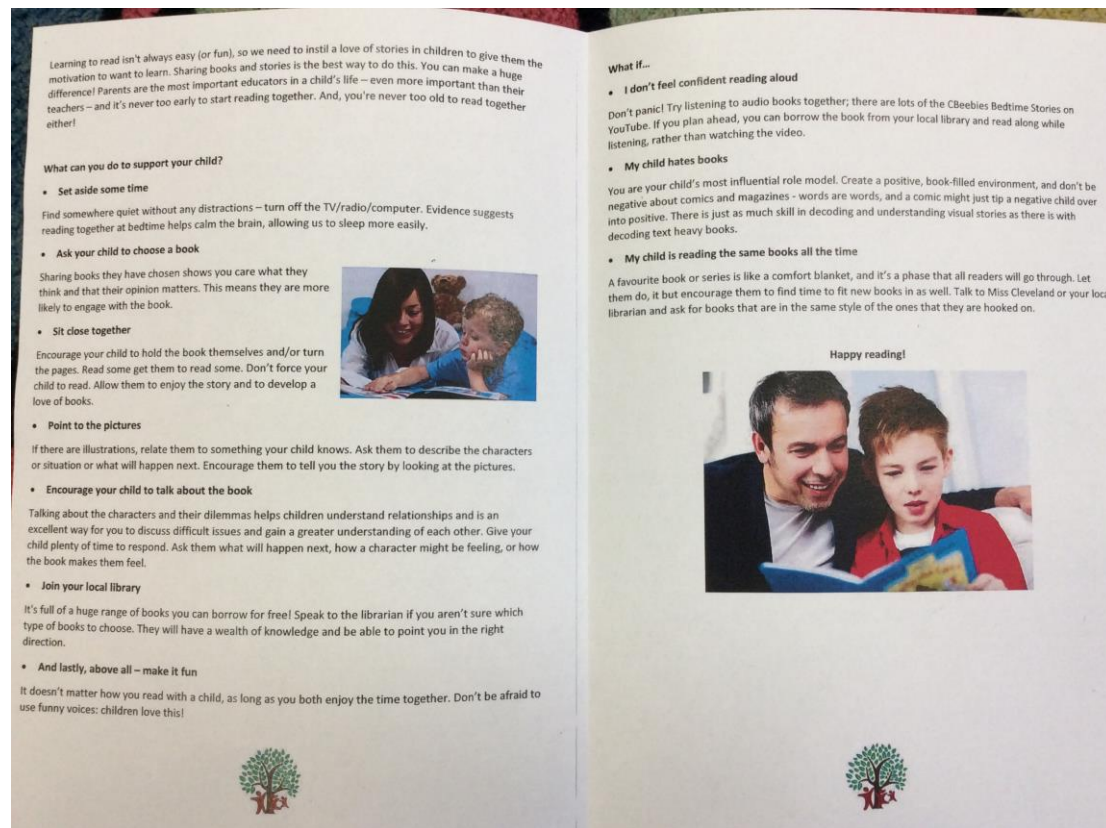 Learning to read isn't always easy (or fun), so we need to instil a love of stories in children to give them the
motivation to want to learn. Sharing books and stories is the best way to do this. You can make a huge
difference! Parents are the most important educators in a child's life – even more important than their
teachers – and it's never too early to start reading together. And, you're never too old to read together
either!
What can you do to support your child?
• Set aside some time
Find somewhere quiet without any distractions – turn off the TV/radio/computer. Evidence suggests
reading together at bedtime helps calm the brain, allowing us to sleep more easily.
• Ask your child to choose a book
Sharing books they have chosen shows you care what they
think and that their opinion matters. This means they are more
likely to engage with the book.
• Sit close together
Encourage your child to hold the book themselves and/or turn
the pages. Read some get them to read some. Don't force your
child to read. Allow them to enjoy the story and to develop a
love of books.
• Point to the pictures
If there are illustrations, relate them to something your child knows. Ask them to describe the characters
or situation or what will happen next. Encourage them to tell you the story by looking at the pictures.
• Encourage your child to talk about the book
Talking about the characters and their dilemmas helps children understand relationships and is an
excellent way for you to discuss difficult issues and gain a greater understanding of each other. Give your
child plenty of time to respond. Ask them what will happen next, how a character might be feeling, or how
the book makes them feel.
• Join your local library
It's full of a huge range of books you can borrow for free! Speak to the librarian if you aren't sure which
type of books to choose. They will have a wealth of knowledge and be able to point you in the right
direction.
• And lastly, above all – make it fun
It doesn't matter how you read with a child, as long as you both enjoy the time together. Don't be afraid to
use funny voices: children love this!
What if...
• I don't feel confident reading aloud
Don't panic! Try listening to audio books together; there are lots of the CBeebies Bedtime Stories on
YouTube. If you plan ahead, you can borrow the book from your local library and read along while
listening, rather than watching the video.
• My child hates books
You are your child's most influential role model. Create a positive, book-filled environment, and don't be
negative about comics and magazines - words are words, and a comic might just tip a negative child over
into positive. There is just as much skill in decoding and understanding visual stories as there is with
decoding text heavy books.
• My child is reading the same books all the time
A favourite book or series is like a comfort blanket, and it's a phase that all readers will go through. Let
them do, it but encourage them to find time to fit new books in as well. Talk to Miss Cleveland or your loca
librarian and ask for books that are in the same style of the ones that they are hooked on.
Happy reading!